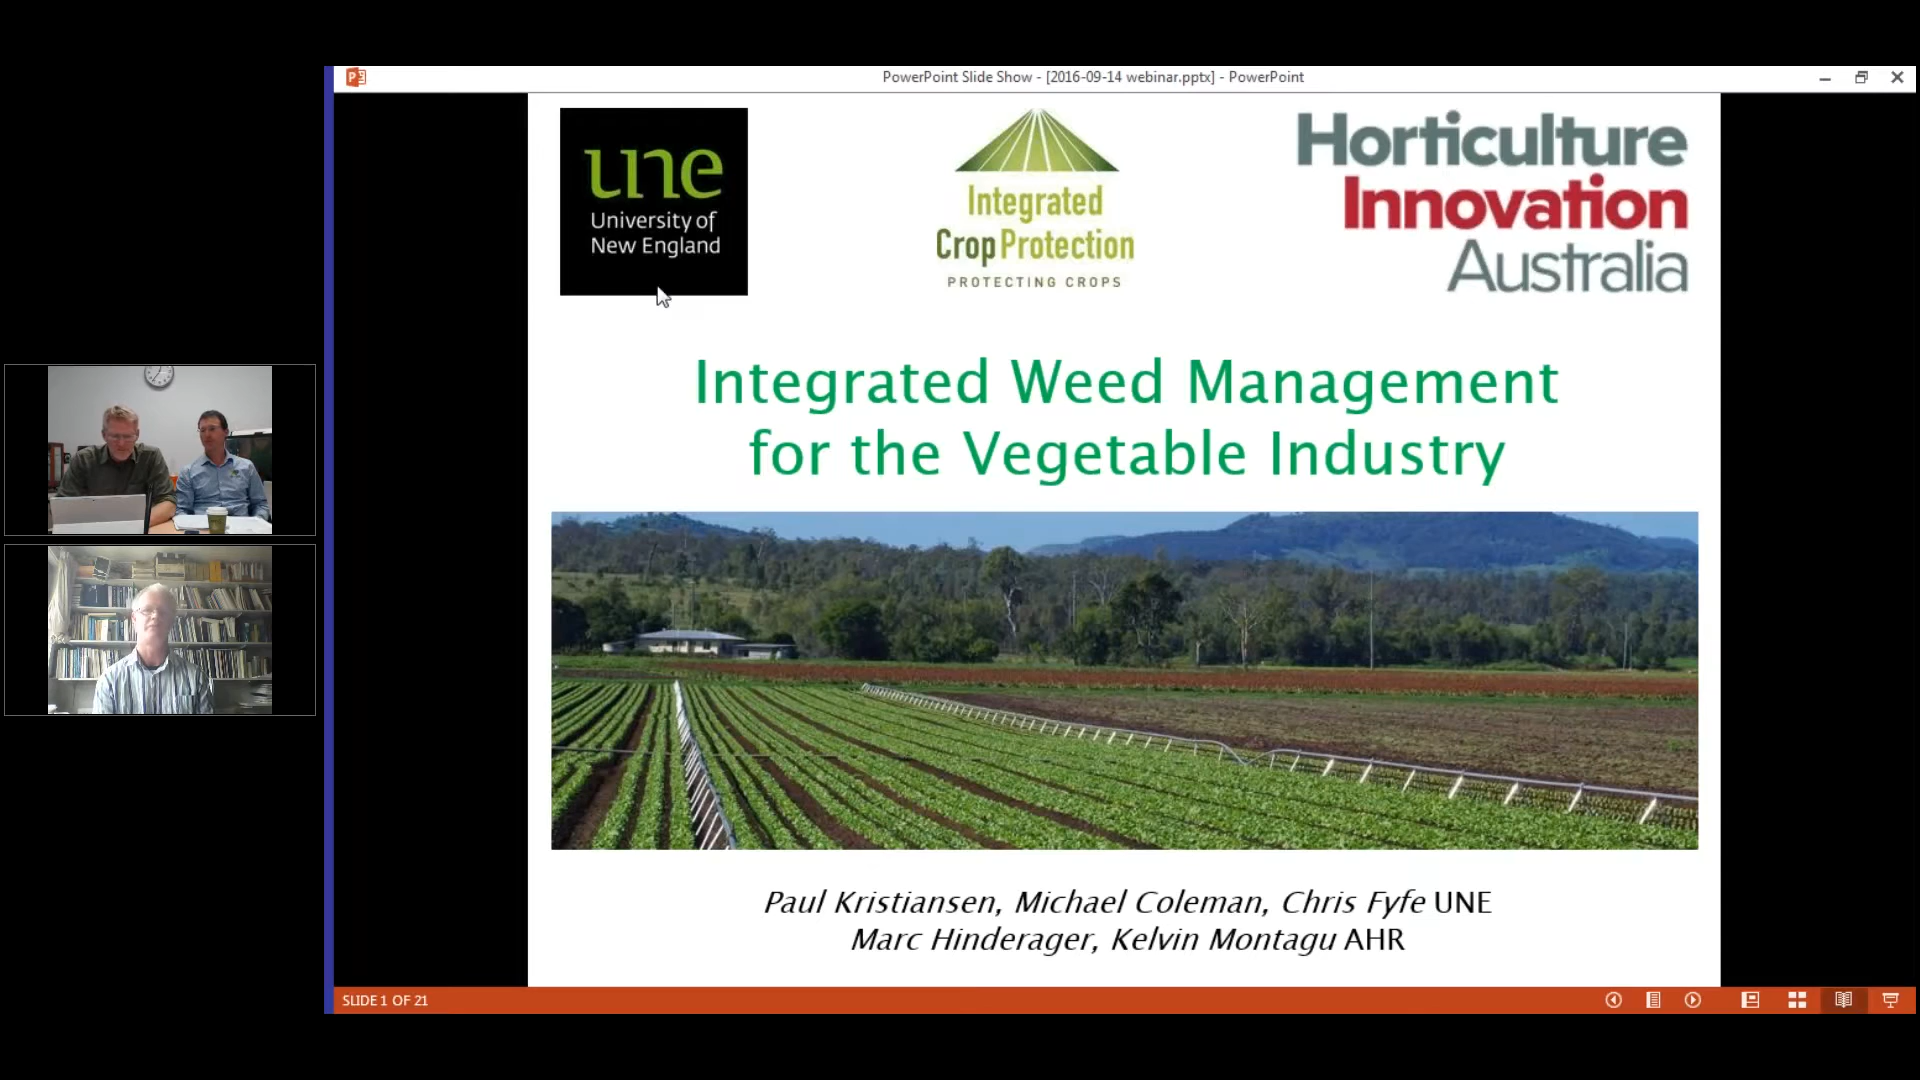 PowerPoint Slide Show - [2016-09-14 webinar.pptx] - PowerPoint
une
University of
New England
Integrated
Crop Protection
PROTECTING CROPS
Horticulture
Innovation
Australia
Integrated Weed Management
for the Vegetable Industry
Paul Kristiansen, Michael Coleman, Chris Fyfe UNE
Marc Hinderager, Kelvin Montagu AHR
SLIDE 1 OF 21